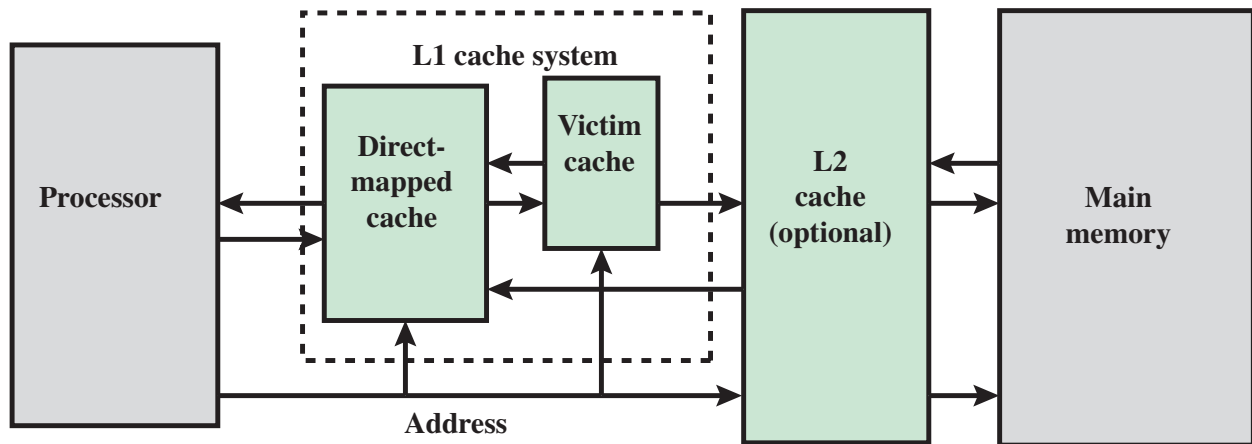 L1 cache system
Processor
Direct-
mapped
cache
Victim
cache
L2
cache
(optional)
Main
memory
Address